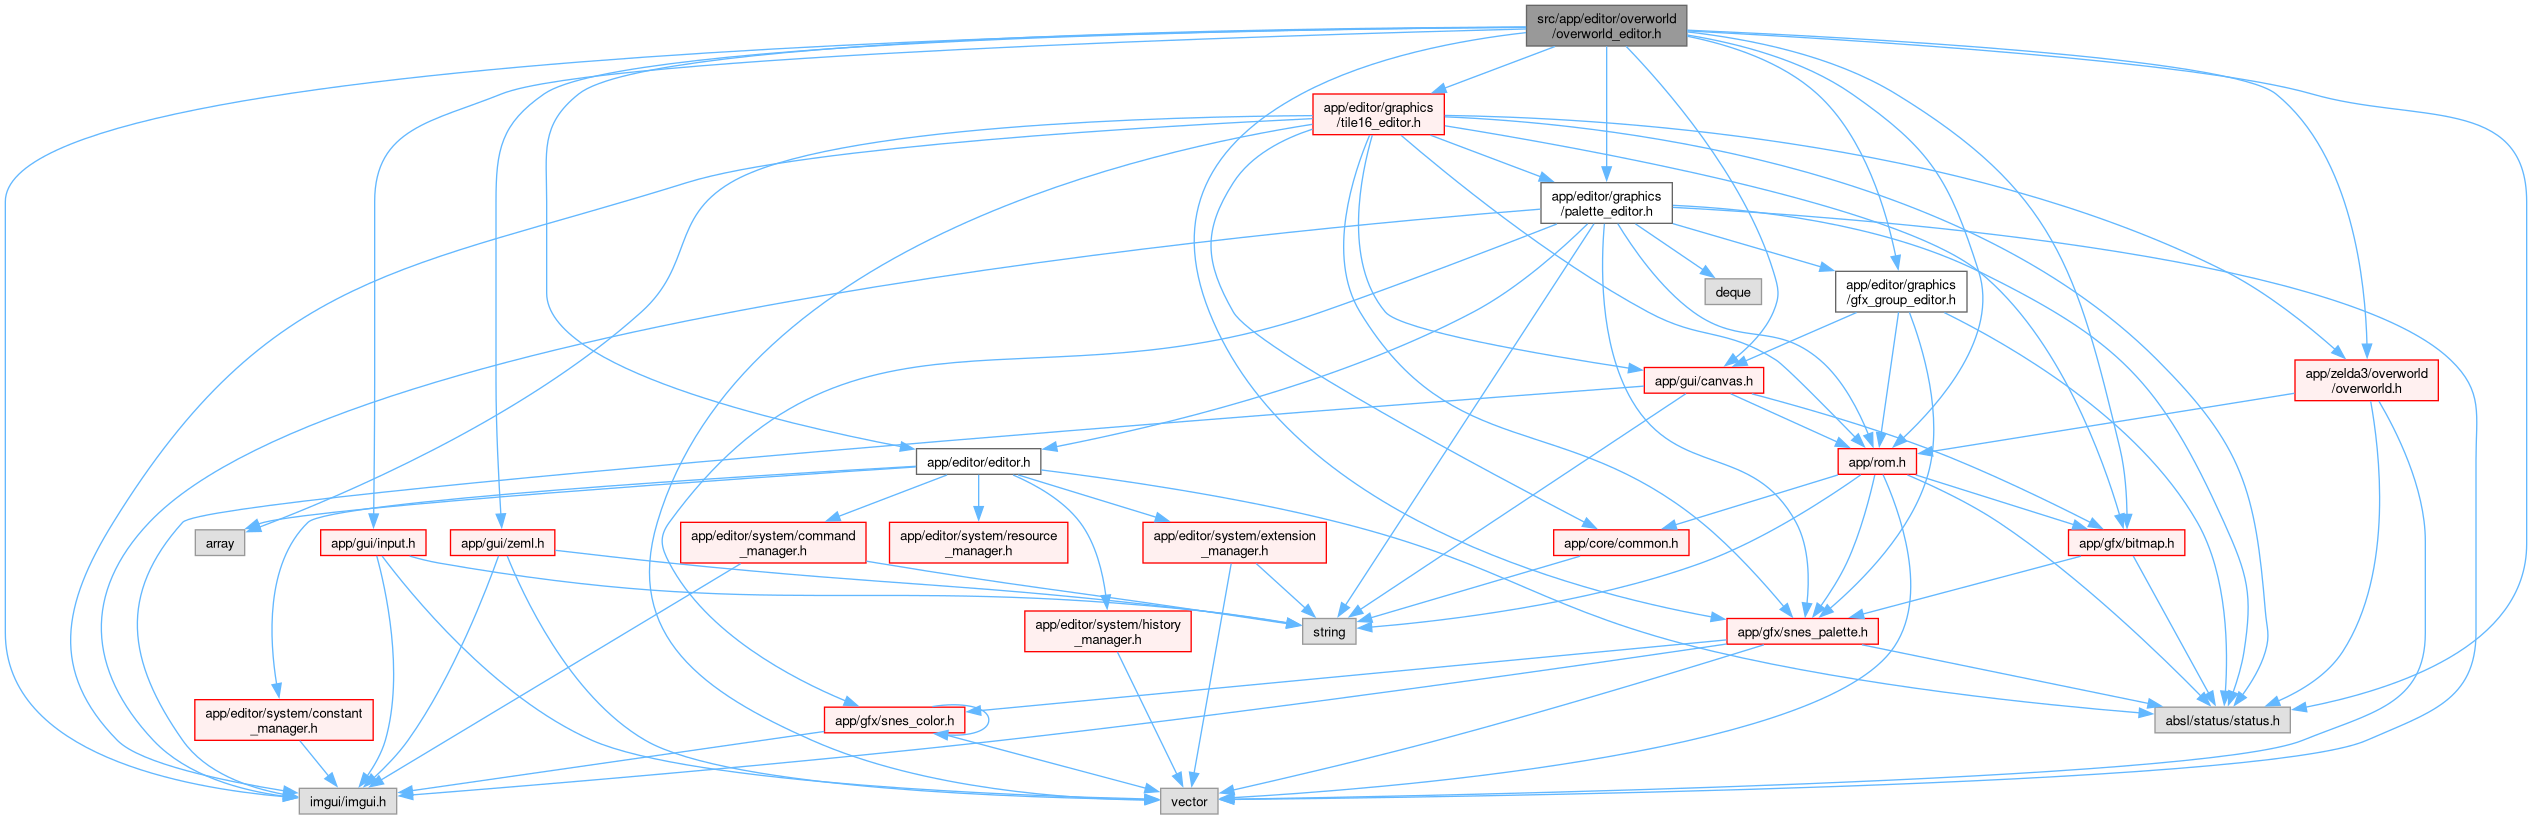 src/app/editor/overworld
/overworld_editor.h
app/editor/graphics
/tile16_editor.h
app/editor/graphics
/palette_editor.h
deque
app/editor/graphics
/gfx_group_editor.h
app/gui/canvas.h
app/zelda3/overworld
/overworld.h
app/editor/editor.h
app/rom.h
array
app/gui/input.h
app/gui/zeml.h
app/editor/system/command
_manager.h
app/editor/system/resource
_manager.h
app/editor/system/extension
_manager.h
app/core/common.h
app/gfx/bitmap.h
app/editor/system/history
_manager.h
string
app/gfx/snes_palette.h
app/editor/system/constant
_manager.h
app/gfx/snes_color.h
absl/status/status.h
imgui/imgui.h
vector